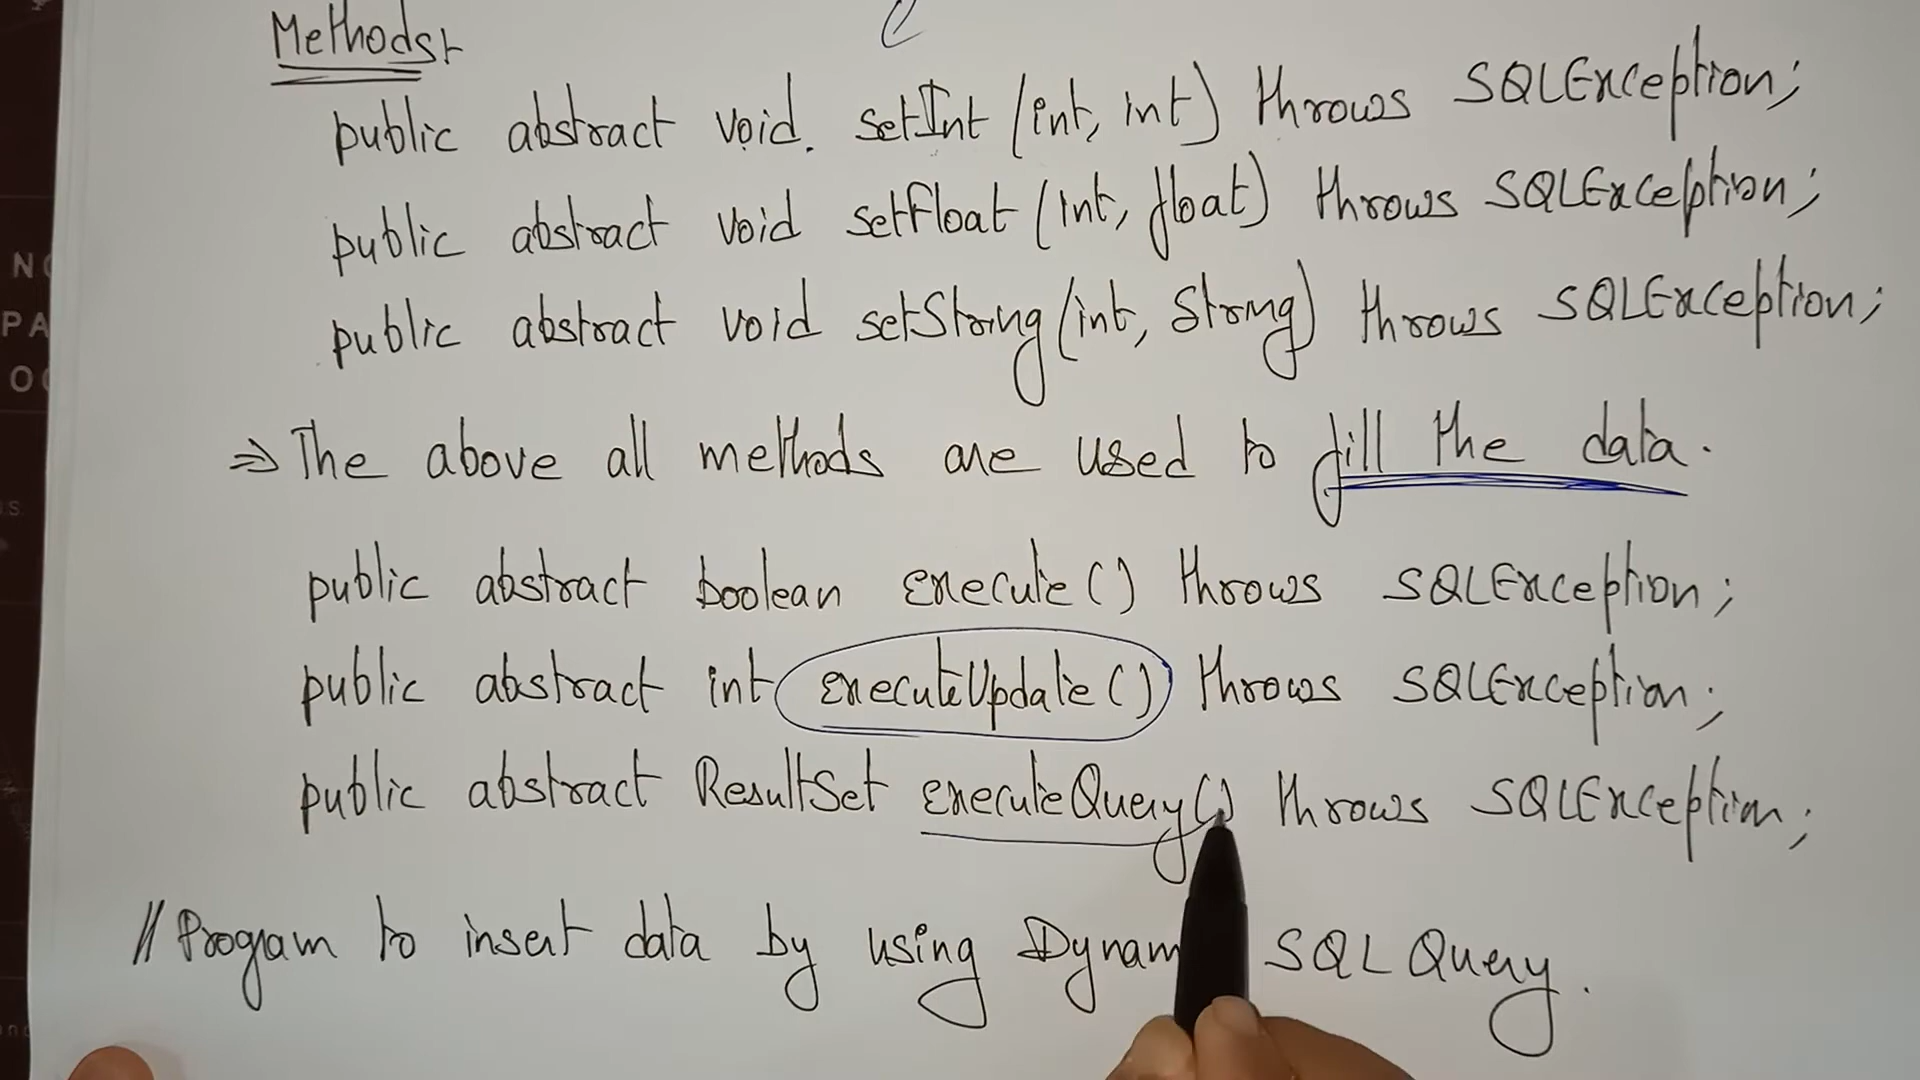 Methods:-
public abstract void. setInt (int, int) throws SQLException;
public abstract void setFloat (int, float) throws SQLException;
public abstract void setString (int, String) throws SQLException;
⇒ The above all methods are used to fill the data.
public abstract boolean execute() throws SQLException;
public abstract int executeUpdate() throws SQLException;
public abstract ResultSet executeQuery() throws SQLException;
// Program to insert data by using Dynam SQL Query.